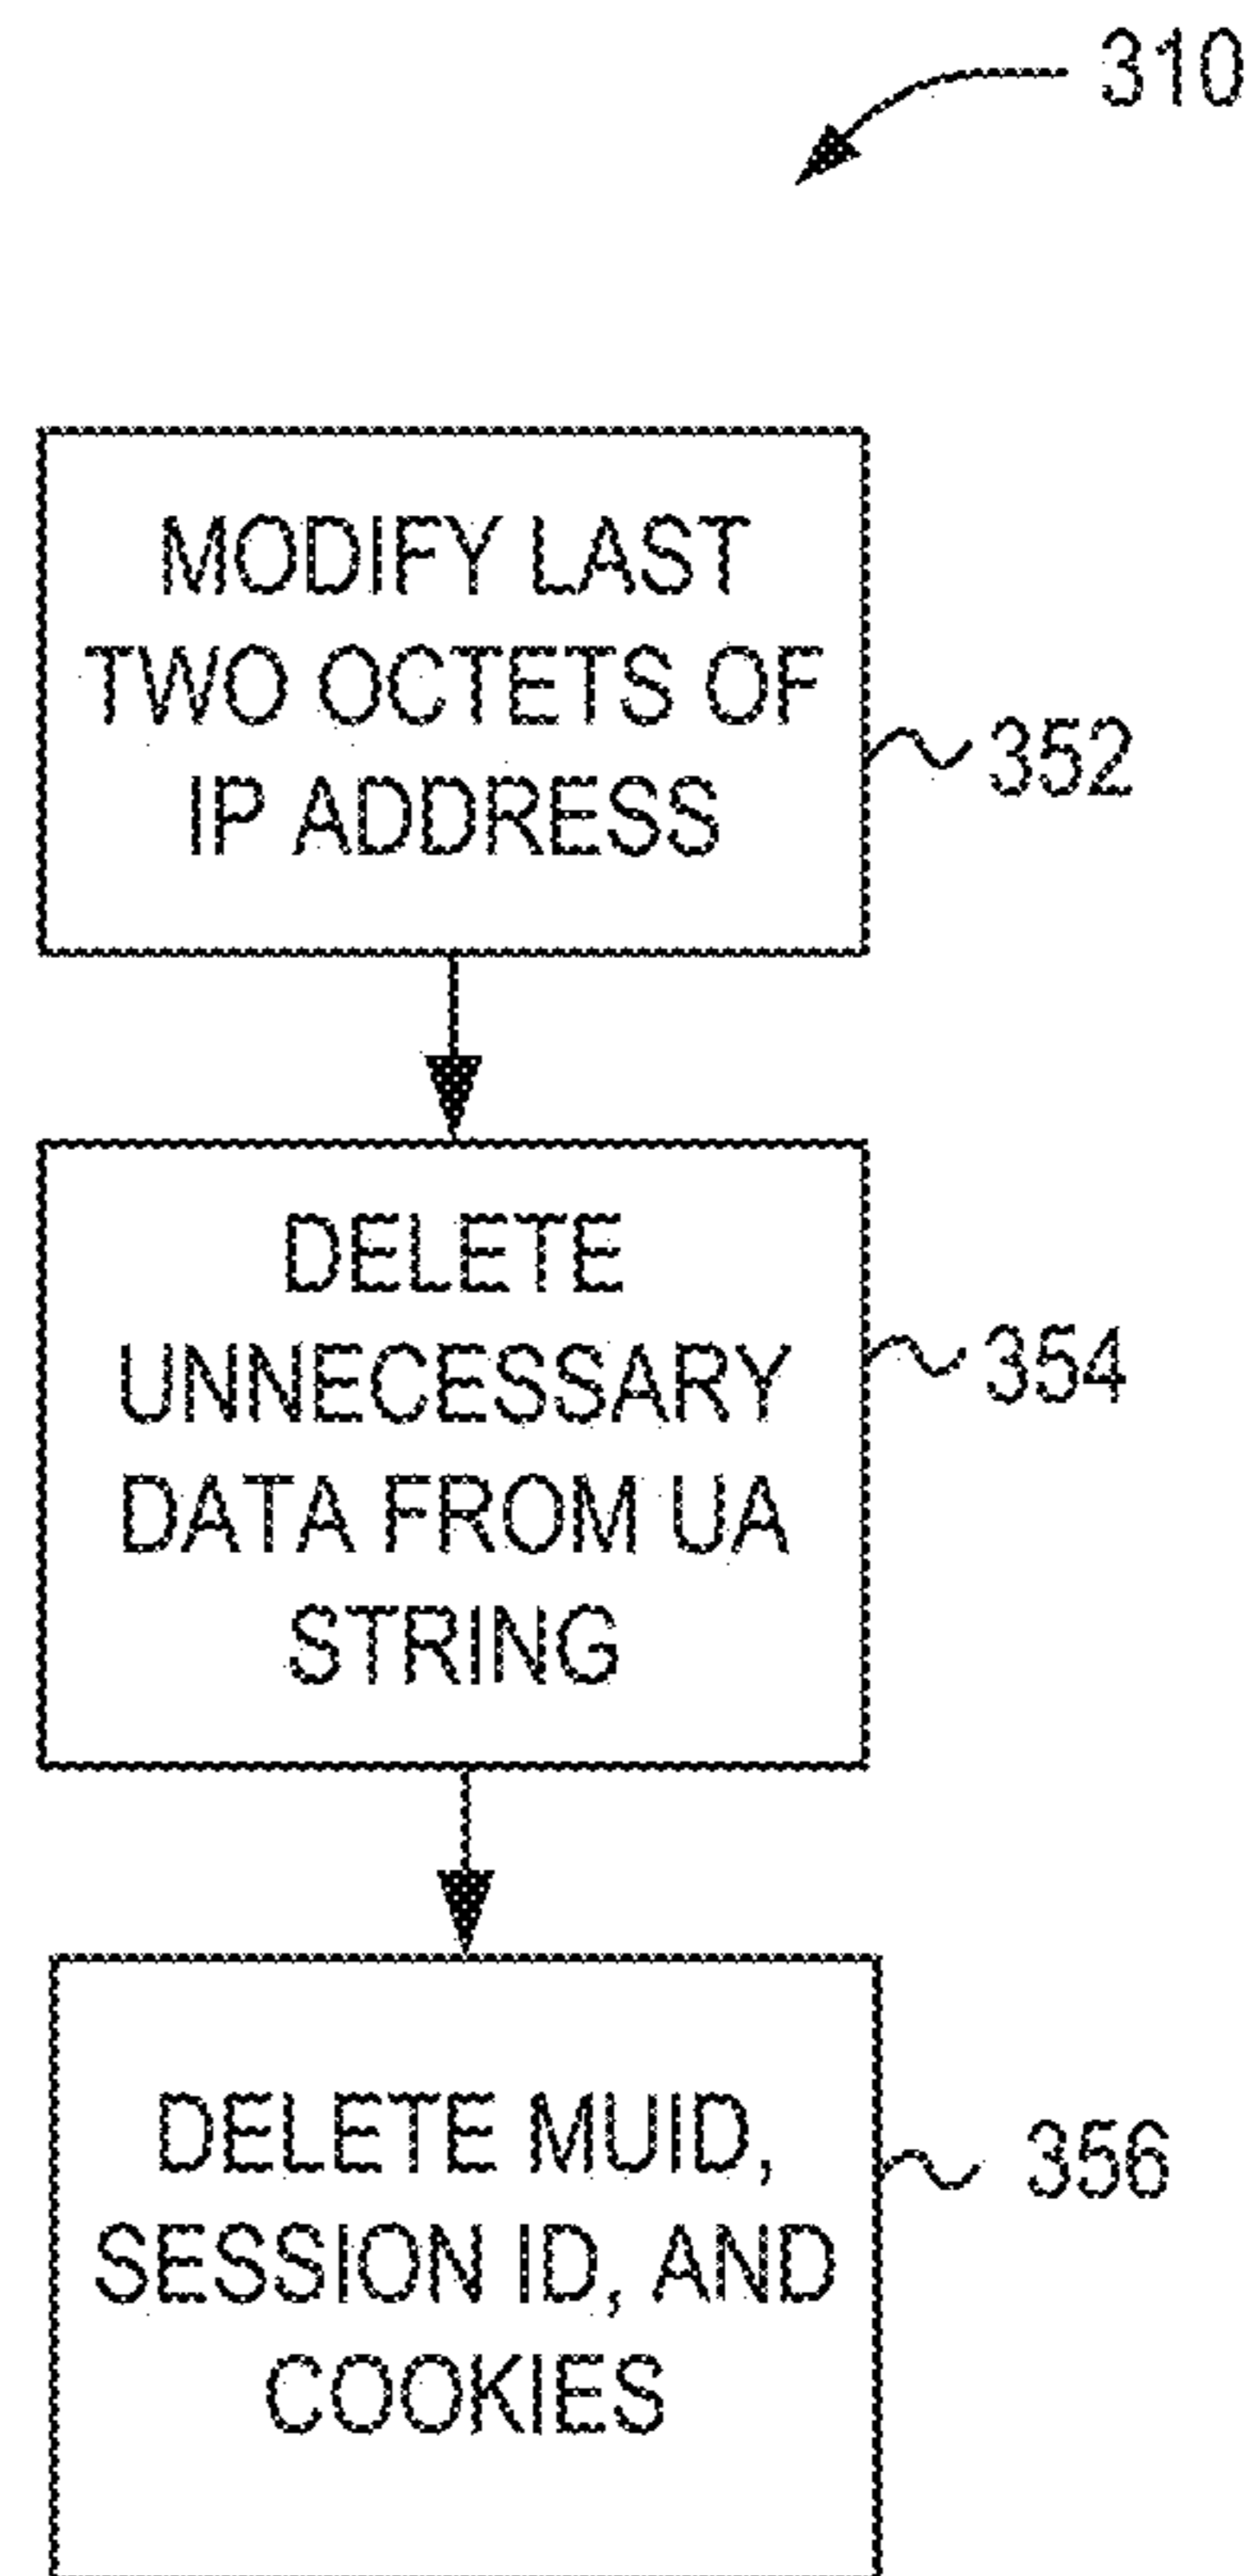 310
MODIFY LAST
TWO OCTETS OF
IP ADDRESS
352
DELETE
UNNECESSARY
DATA FROM UA
STRING
354
DELETE MUID,
SESSION ID, AND
COOKIES
356